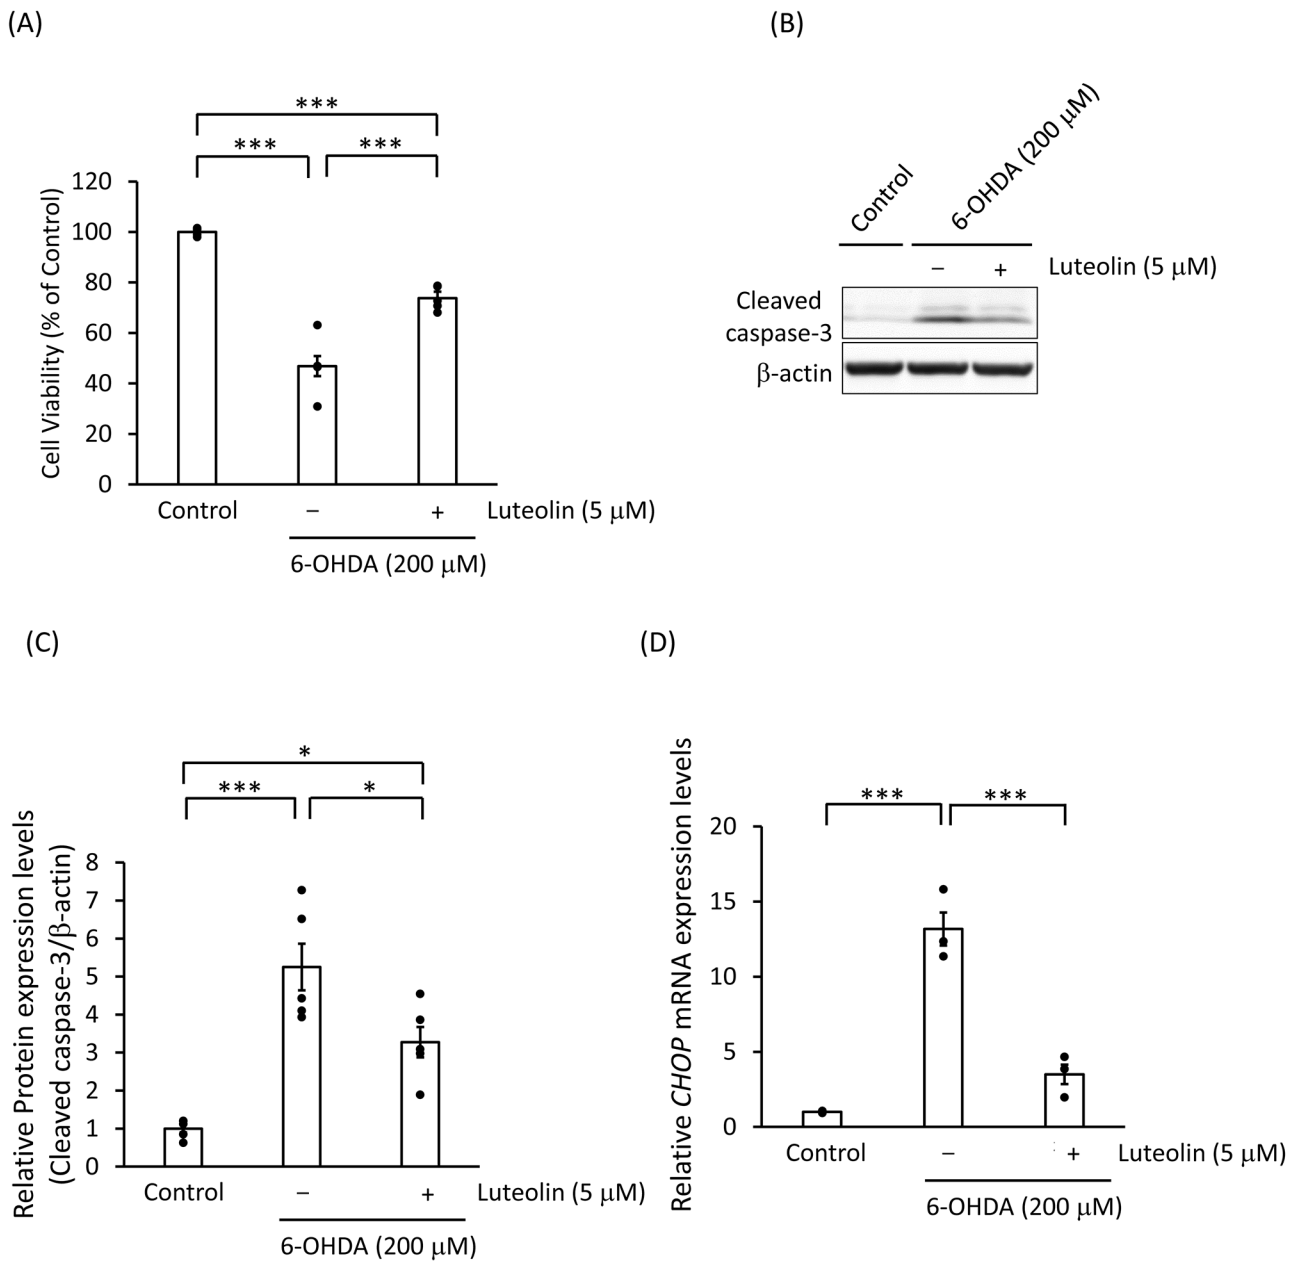 (A)
***
***
***
120
100
80
60
40
20
0
Cell Viability (% of Control)
Control
–
+
Luteolin (5 μM)
6-OHDA (200 μM)
(B)
Control
6-OHDA (200 μM)
–
+
Luteolin (5 μM)
Cleaved
caspase-3
β-actin
(C)
*
***
*
8
7
6
5
4
3
2
1
0
Relative Protein expression levels
(Cleaved caspase-3/β-actin)
Control
–
+
Luteolin (5 μM)
6-OHDA (200 μM)
(D)
***
***
20
15
10
5
0
Relative CHOP mRNA expression levels
Control
–
+
Luteolin (5 μM)
6-OHDA (200 μM)